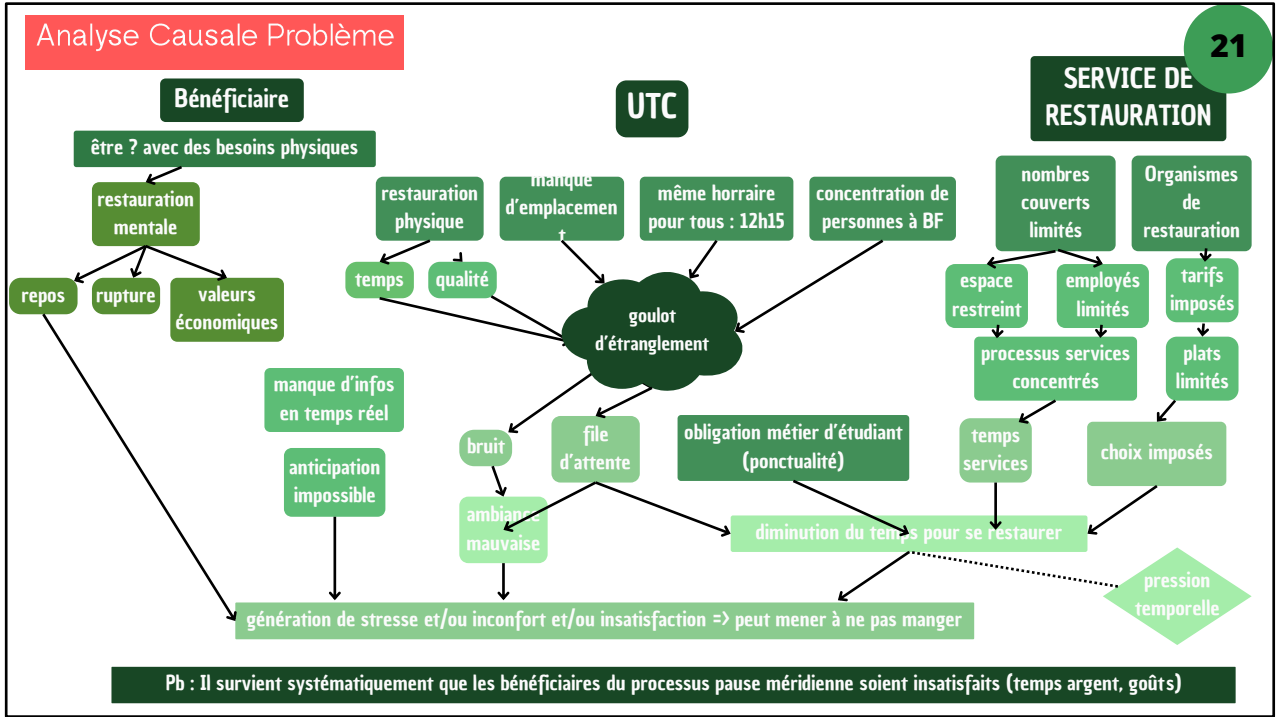 Analyse Causale Problème
21
Bénéficiaire
UTC
SERVICE DE
RESTAURATION
être ? avec des besoins physiques
restauration
mentale
repos
rupture
valeurs
économiques
restauration
physique
manque
d'emplacemen
t
même horraire
pour tous : 12h15
concentration de
personnes à BF
nombres
couverts
limités
Organismes
de
restauration
temps
qualité
goulot
d'étranglement
espace
restreint
employés
limités
tarifs
imposés
processus services
concentrés
plats
limités
manque d'infos
en temps réel
anticipation
impossible
bruit
file
d'attente
obligation métier d'étudiant
(ponctualité)
temps
services
choix imposés
ambiance
mauvaise
diminution du temps pour se restaurer
pression
temporelle
génération de stresse et/ou inconfort et/ou insatisfaction => peut mener à ne pas manger
Pb : Il survient systématiquement que les bénéficiaires du processus pause méridienne soient insatisfaits (temps argent, goûts)